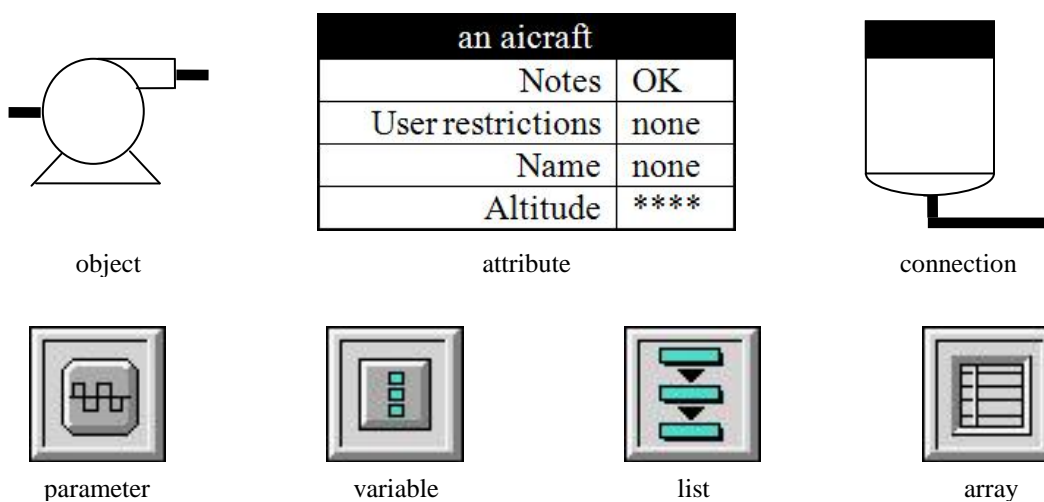 an aicraft
Notes OK
User restrictions none
Name none
Altitude ****
object attribute connection
parameter variable list array